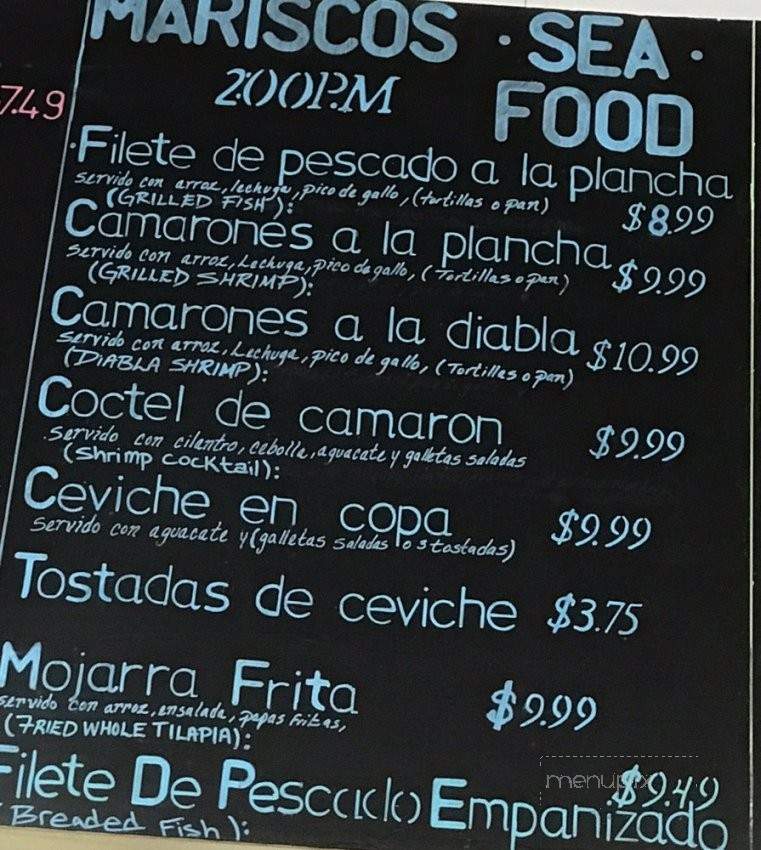 MARISCOS · SEA ·
2:00P.M FOOD
7.49
·Filete de pescado a la plancha
servido con arroz, lechuga, pico de gallo, (tortillas o pan)
(GRILLED FISH): $8.99
Camarones a la plancha
servido con arroz, Lechuga, pico de gallo, (Tortillas o pan) $9.99
(GRILLED SHRIMP):
Camarones a la diabla
servido con arroz, Lechuga, pico de gallo, (Tortillas o pan) $10.99
(DIABLA SHRIMP):
Coctel de camaron $9.99
.servido con cilantro, cebolla, aguacate y galletas saladas
(Shrimp cocktail):
Ceviche en copa $9.99
servido con aguacate y (galletas saladas o 3 tostadas)
Tostadas de ceviche $3.75
Mojarra Frita $9.99
servido con arroz, ensalada, papas fritas,
(FRIED WHOLE TILAPIA):
Filete De Pescado Empanizado $9.49
(Breaded Fish):
menupix